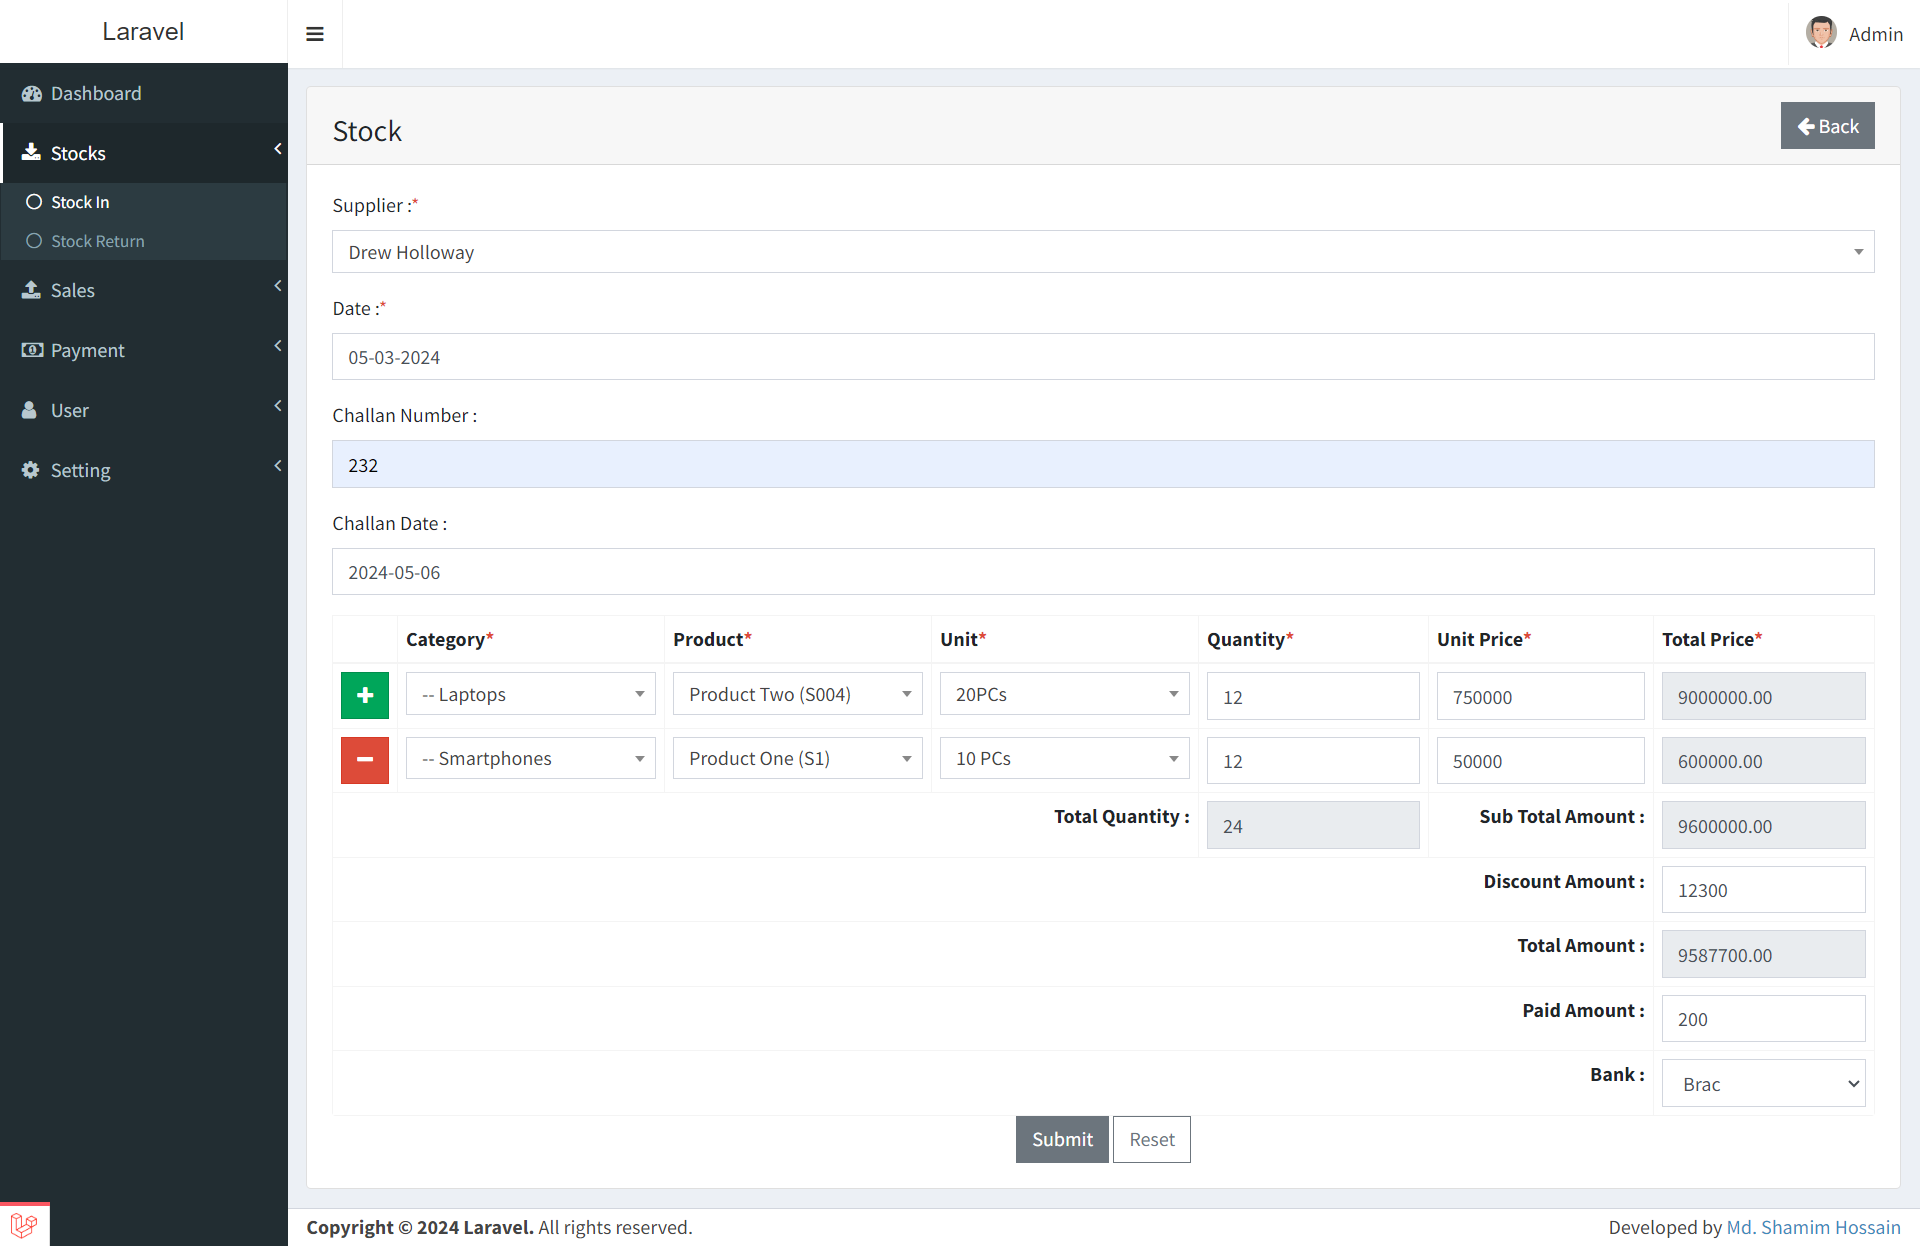 Laravel
Admin
Dashboard
Stocks
Stock In
Stock Return
Sales
Payment
User
Setting
Stock
Back
Supplier :*
Drew Holloway
Date :*
05-03-2024
Challan Number :
232
Challan Date :
2024-05-06
Category* Product* Unit* Quantity* Unit Price* Total Price*
-- Laptops Product Two (S004) 20PCs 12 750000 9000000.00
-- Smartphones Product One (S1) 10 PCs 12 50000 600000.00
Total Quantity : 24 Sub Total Amount : 9600000.00
Discount Amount : 12300
Total Amount : 9587700.00
Paid Amount : 200
Bank : Brac
Submit Reset
Copyright © 2024 Laravel. All rights reserved.
Developed by Md. Shamim Hossain